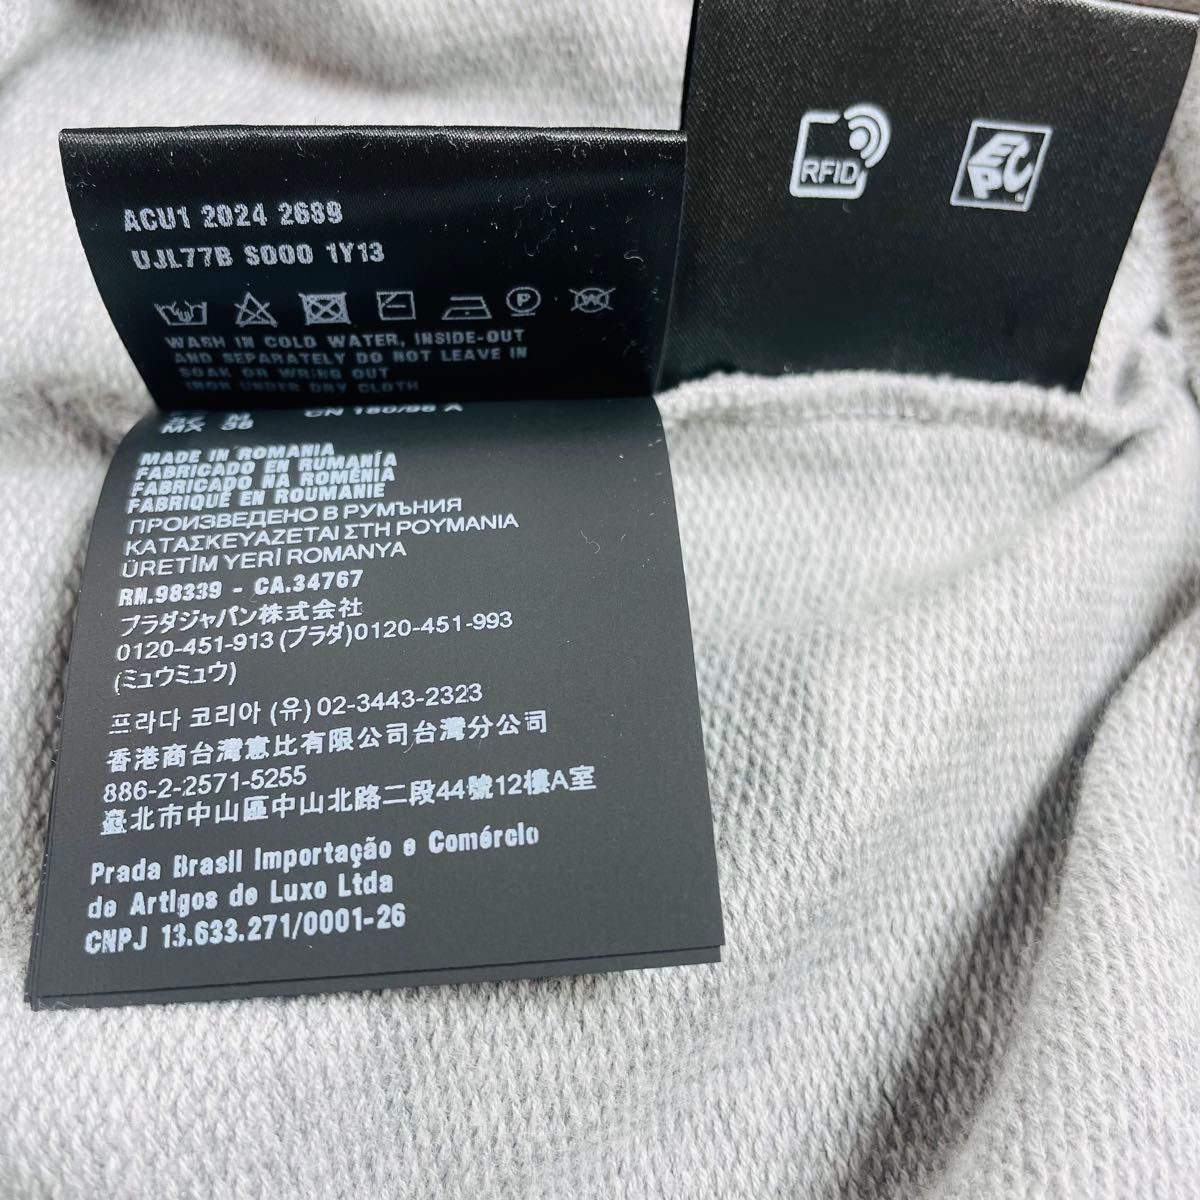 RFID
EPC
ACU1 2024 2689
UJL77B S000 1Y13
P
W
WASH IN COLD WATER, INSIDE-OUT
AND SEPARATELY DO NOT LEAVE IN
SOAK OR WRING OUT
IRON UNDER DRY CLOTH
M CN 180/96 A
MX 38
MADE IN ROMANIA
FABRICADO EN RUMANÍA
FABRICADO NA ROMÉNIA
FABRIQUÉ EN ROUMANIE
ПРОИЗВЕДЕНО В РУМЪНИЯ
ΚΑΤΑΣΚΕΥΑΖΕΤΑΙ ΣΤΗ ΡΟΥΜΑΝΙΑ
ÜRETİM YERİ ROMANYA
RN.98339 - CA.34767
プラダジャパン株式会社
0120-451-913 (プラダ)0120-451-993
(ミュウミュウ)
프라다 코리아 (유) 02-3443-2323
香港商台灣惠比有限公司台灣分公司
886-2-2571-5255
臺北市中山區中山北路二段44號12樓A室
Prada Brasil Importação e Comércio
de Artigos de Luxo Ltda
CNPJ 13.633.271/0001-26